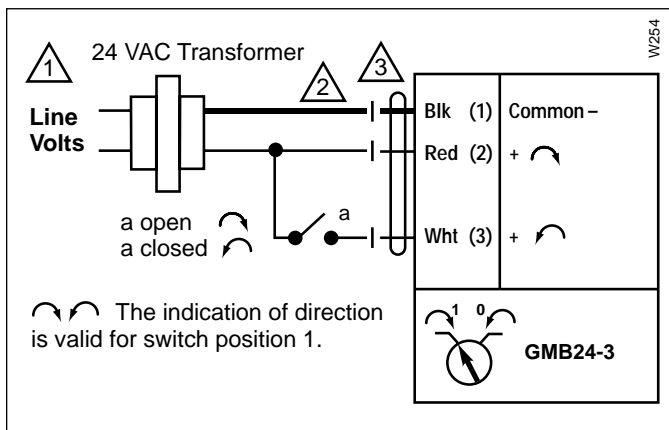 W254
1
24 VAC Transformer
2
3
Line
Volts
Blk (1) Common –
Red (2) +
a
a open
a closed
Wht (3) +
The indication of direction
is valid for switch position 1.
1 0
GMB24-3